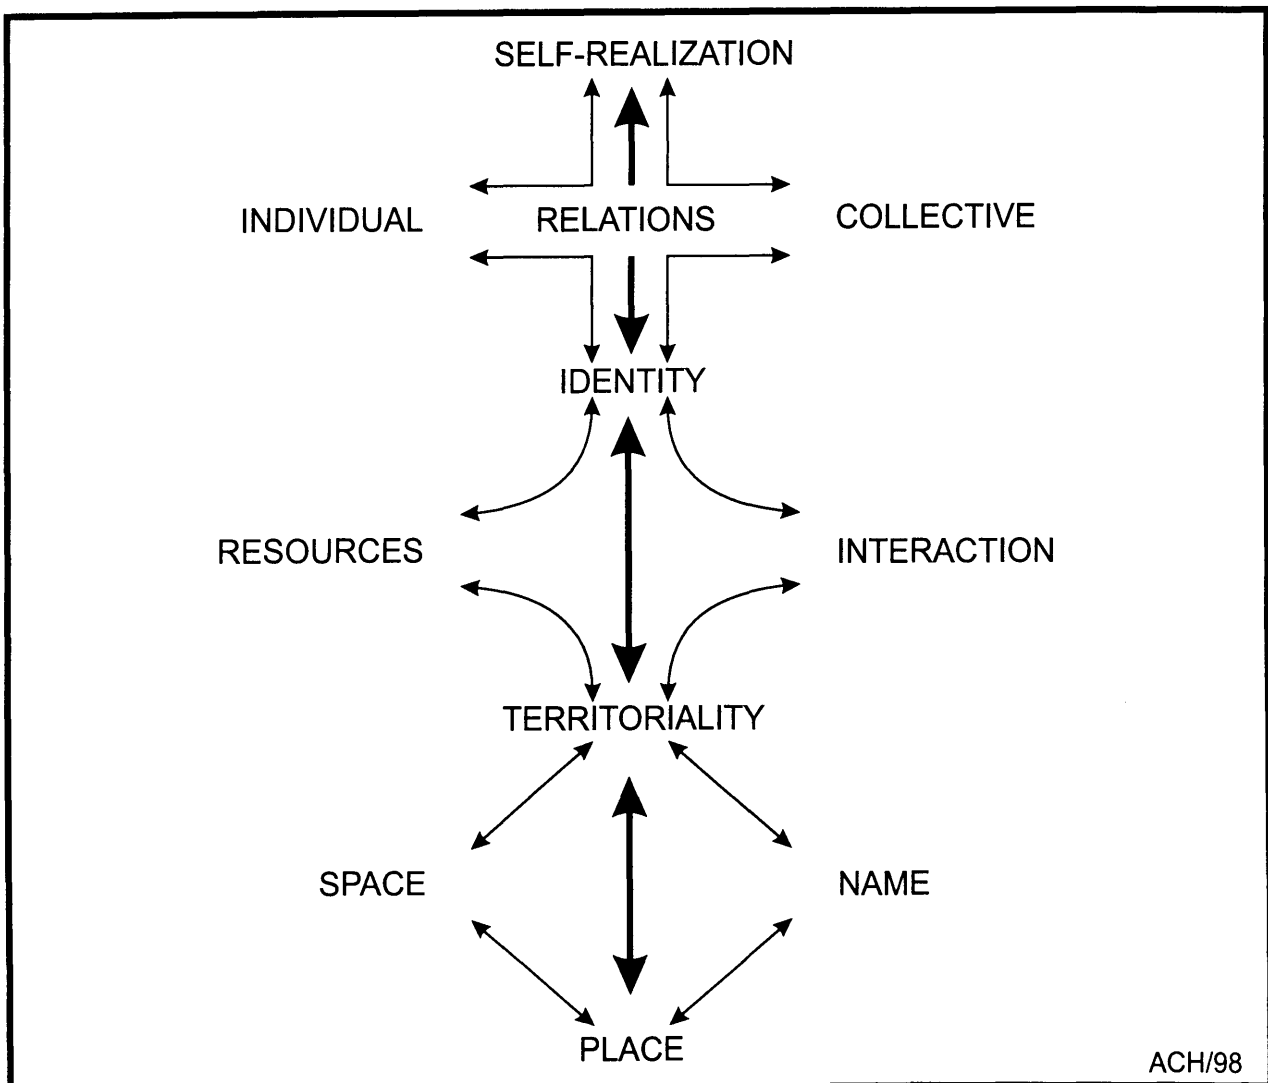 SELF-REALIZATION
INDIVIDUAL RELATIONS COLLECTIVE
IDENTITY
RESOURCES INTERACTION
TERRITORIALITY
SPACE NAME
PLACE
ACH/98